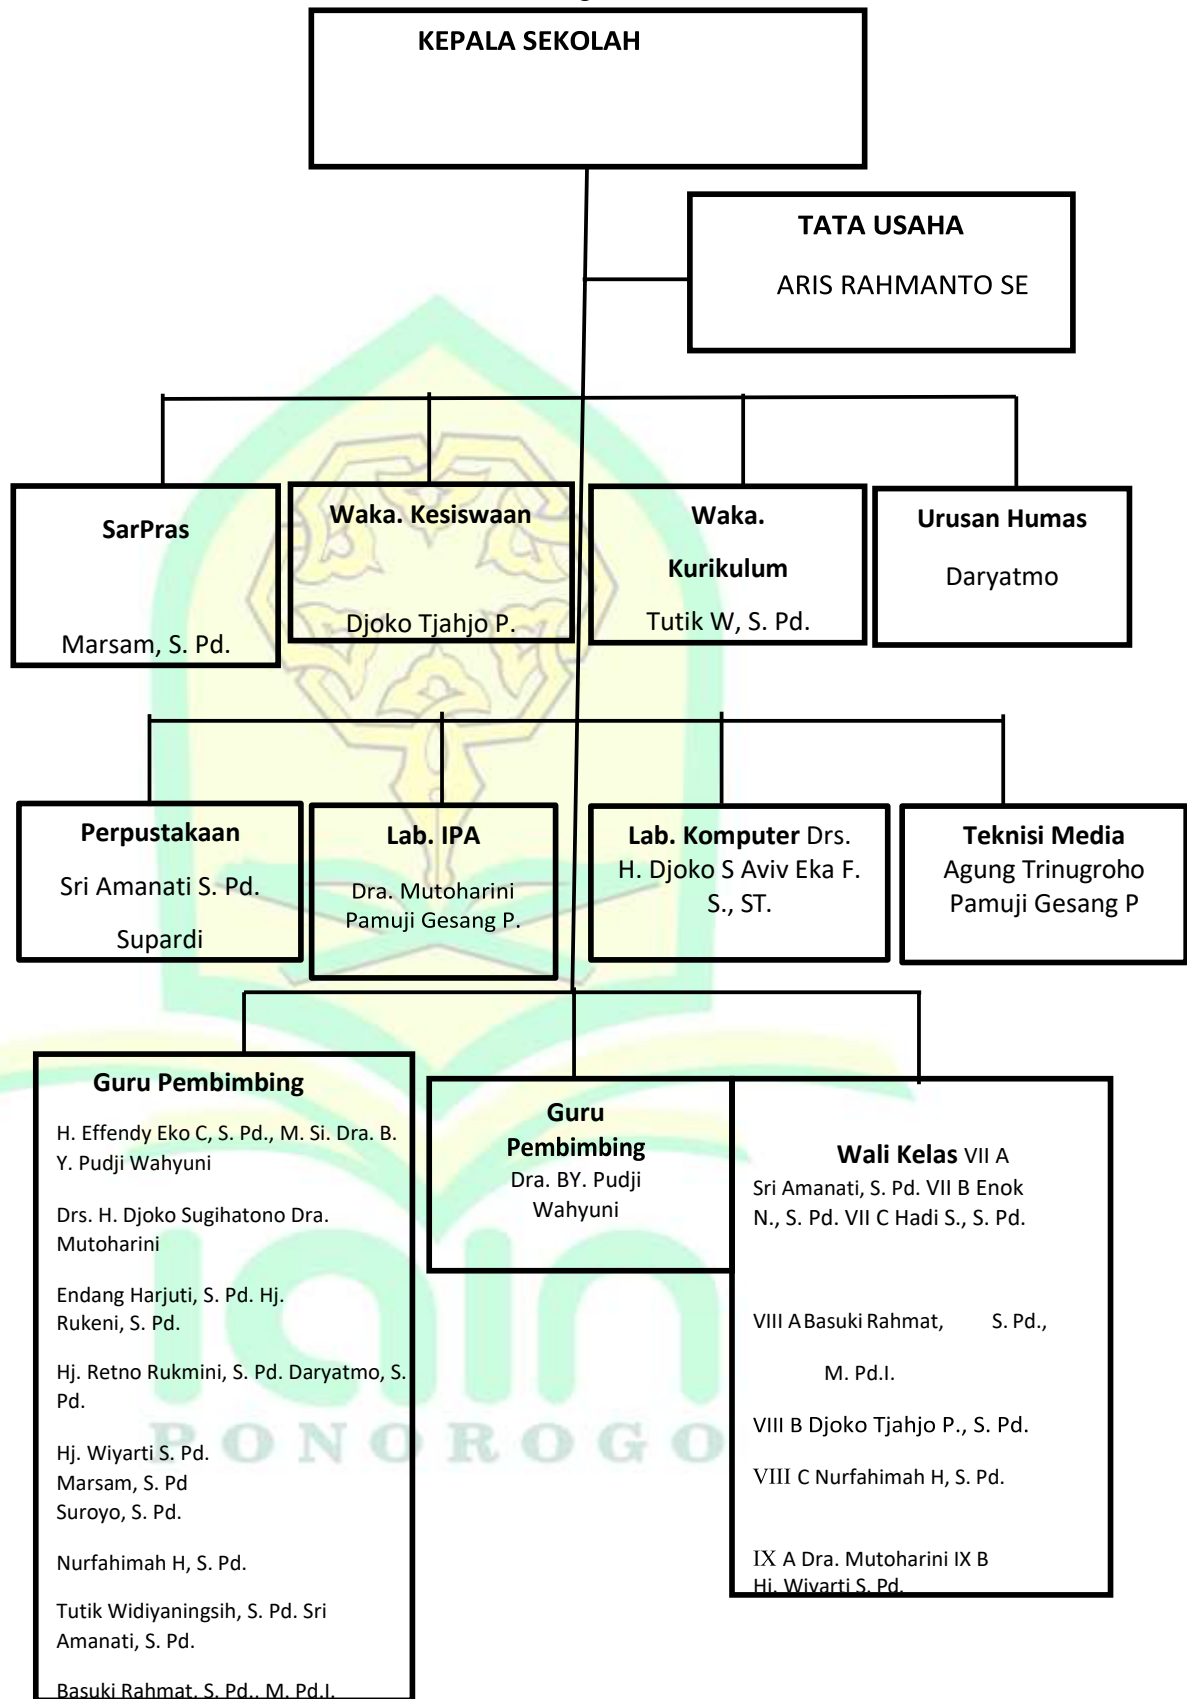 KEPALA SEKOLAH
TATA USAHA
ARIS RAHMANTO SE
SarPras
Marsam, S. Pd.
Waka. Kesiswaan
Djoko Tjahjo P.
Waka.
Kurikulum
Tutik W, S. Pd.
Urusan Humas
Daryatmo
Perpustakaan
Sri Amanati S. Pd.
Supardi
Lab. IPA
Dra. Mutoharini
Pamuji Gesang P.
Lab. Komputer Drs.
H. Djoko S Aviv Eka F.
S., ST.
Teknisi Media
Agung Trinugroho
Pamuji Gesang P
Guru Pembimbing
H. Effendy Eko C, S. Pd., M. Si. Dra. B.
Y. Pudji Wahyuni
Drs. H. Djoko Sugihatono Dra.
Mutoharini
Endang Harjuti, S. Pd. Hj.
Rukeni, S. Pd.
Hj. Retno Rukmini, S. Pd. Daryatmo, S.
Pd.
Hj. Wiyarti S. Pd.
Marsam, S. Pd
Suroyo, S. Pd.
Nurfahimah H, S. Pd.
Tutik Widiyaningsih, S. Pd. Sri
Amanati, S. Pd.
Basuki Rahmat, S. Pd., M. Pd.I.
Guru
Pembimbing
Dra. BY. Pudji
Wahyuni
Wali Kelas VII A
Sri Amanati, S. Pd. VII B Enok
N., S. Pd. VII C Hadi S., S. Pd.
VIII A Basuki Rahmat, S. Pd.,
M. Pd.I.
VIII B Djoko Tjahjo P., S. Pd.
VIII C Nurfahimah H, S. Pd.
IX A Dra. Mutoharini IX B
Hj. Wiyarti S. Pd.
iain
PONOROGO